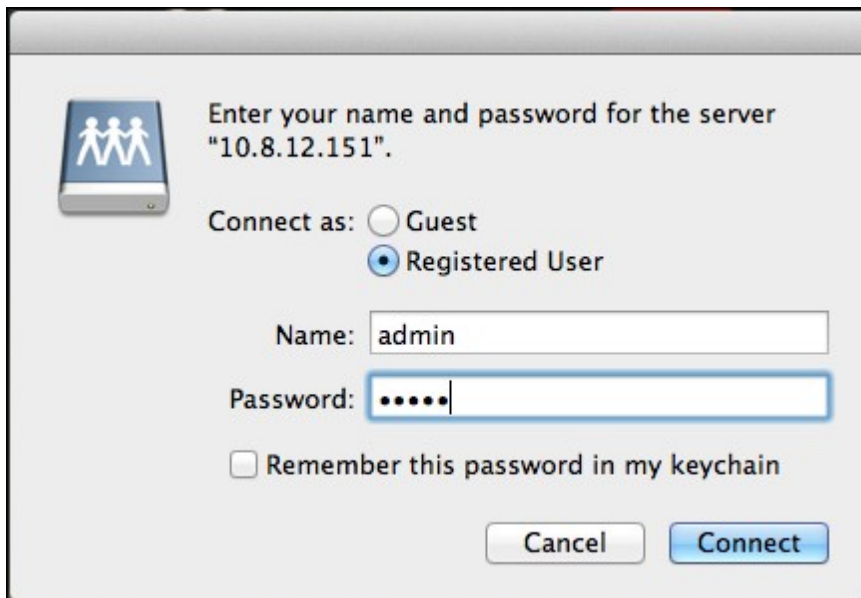 Enter your name and password for the server
“10.8.12.151”.
Connect as: Guest
Registered User
Name: admin
Password: •••••
Remember this password in my keychain
Cancel Connect